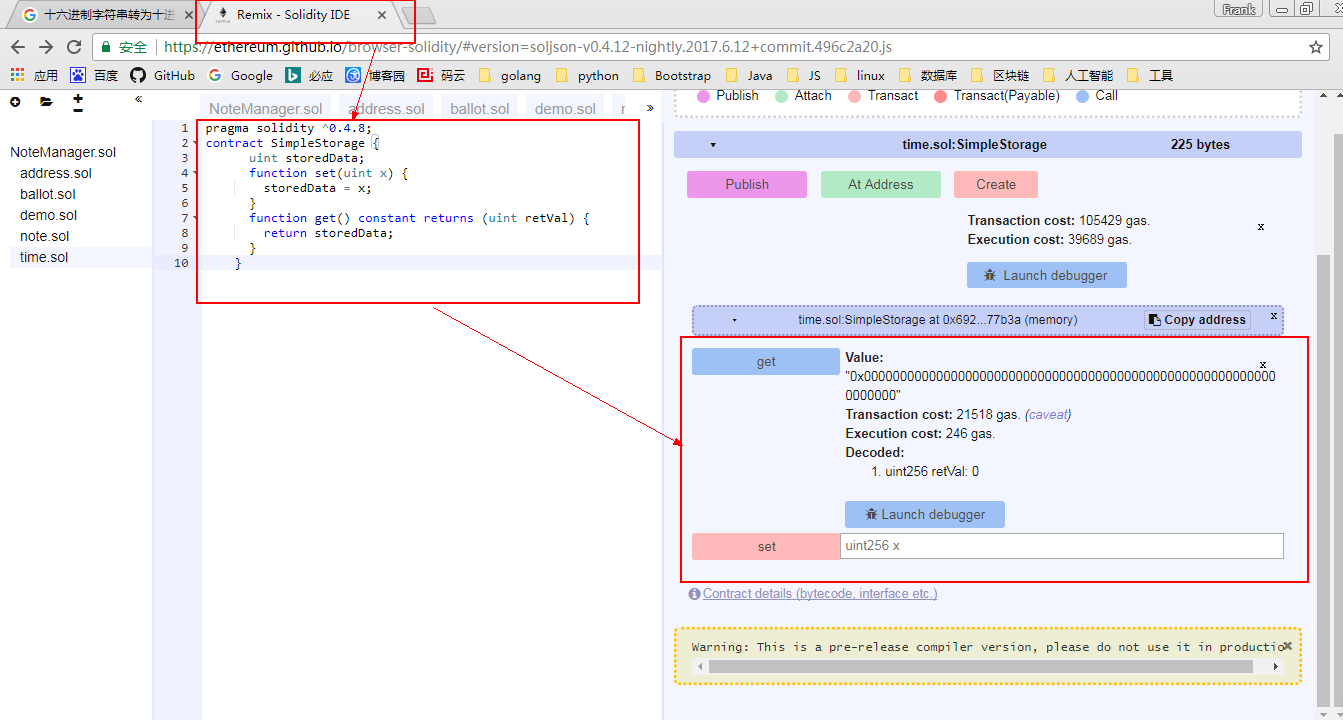 十六进制字符串转为十进
Remix - Solidity IDE
Frank
安全 https://ethereum.github.io/browser-solidity/#version=soljson-v0.4.12-nightly.2017.6.12+commit.496c2a20.js
应用 百度 GitHub Google 必应 博客园 码云 golang python Bootstrap Java JS linux 数据库 区块链 人工智能 工具
NoteManager.sol address.sol ballot.sol demo.sol
NoteManager.sol
address.sol
ballot.sol
demo.sol
note.sol
time.sol
1 pragma solidity ^0.4.8;
2 contract SimpleStorage {
3 uint storedData;
4 function set(uint x) {
5 storedData = x;
6 }
7 function get() constant returns (uint retVal) {
8 return storedData;
9 }
10 }
Publish Attach Transact Transact(Payable) Call
time.sol:SimpleStorage 225 bytes
Publish At Address Create
Transaction cost: 105429 gas.
Execution cost: 39689 gas.
x
Launch debugger
time.sol:SimpleStorage at 0x692...77b3a (memory) Copy address x
get
Value:
x
"0x000000000000000000000000000000000000000000000000000000000
0000000"
Transaction cost: 21518 gas. (caveat)
Execution cost: 246 gas.
Decoded:
1. uint256 retVal: 0
Launch debugger
set uint256 x
Contract details (bytecode, interface etc.)
Warning: This is a pre-release compiler version, please do not use it in productio